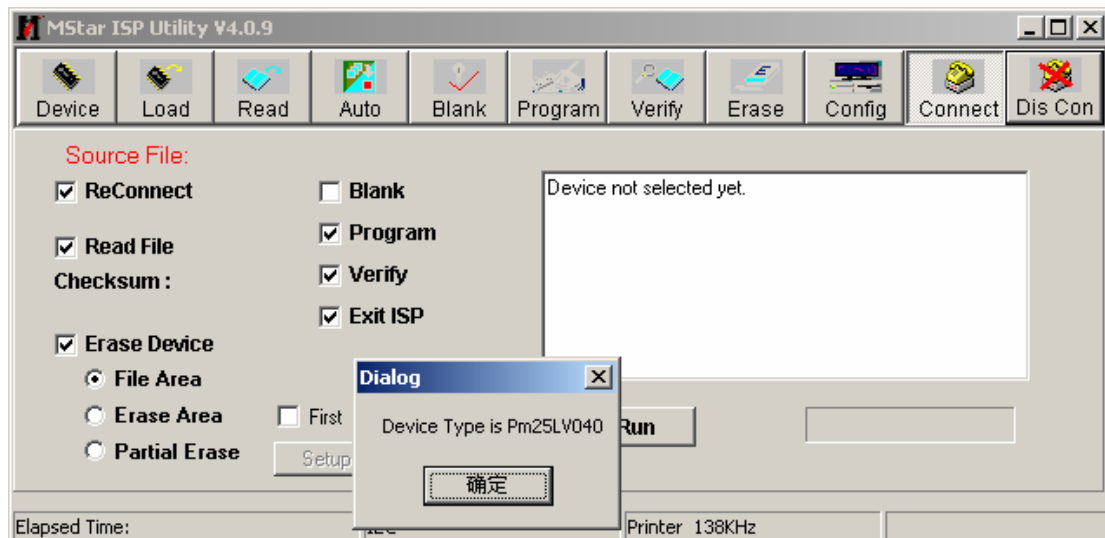 MStar ISP Utility V4.0.9
Device Load Read Auto Blank Program Verify Erase Config Connect Dis Con
Source File:
ReConnect
Blank
Device not selected yet.
Read File
Program
Checksum :
Verify
Exit ISP
Erase Device
File Area
Erase Area
First
Partial Erase
Setup
Dialog
Device Type is Pm25LV040
确定
Run
Elapsed Time:
Printer 138KHz